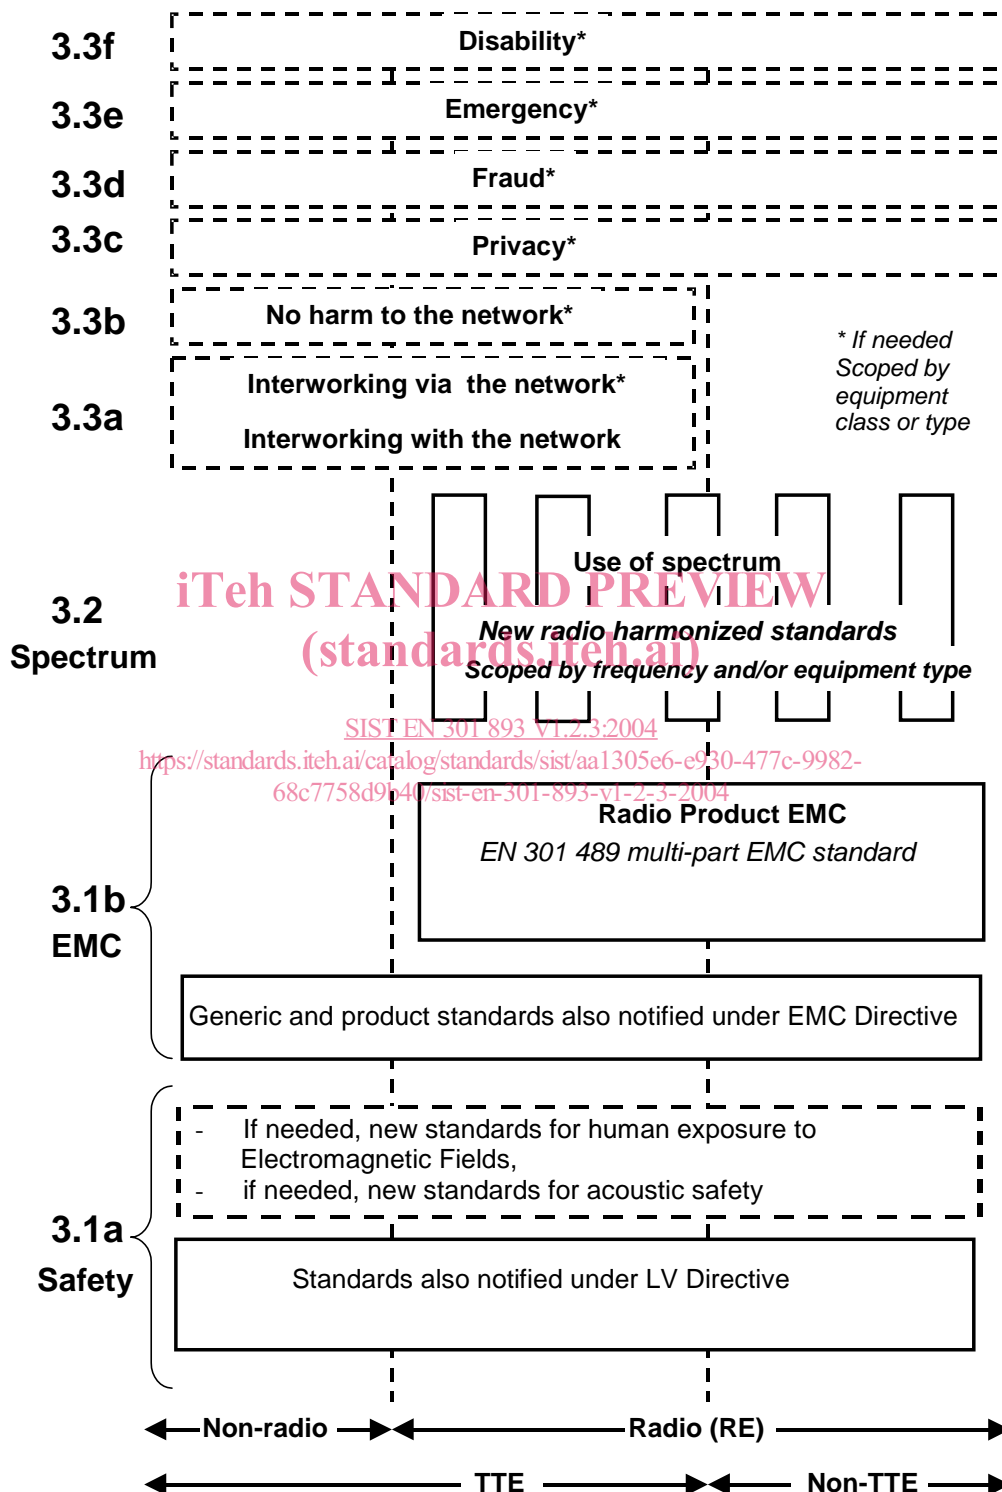 3.3f
Disability*
3.3e
Emergency*
3.3d
Fraud*
3.3c
Privacy*
3.3b
No harm to the network*
* If needed
Scoped by
equipment
class or type
3.3a
Interworking via the network*
Interworking with the network
Use of spectrum
iTeh STANDARD PREVIEW
3.2
Spectrum
New radio harmonized standards
(standards.iteh.ai)
Scoped by frequency and/or equipment type
SIST EN 301 893 V1.2.3:2004
https://standards.iteh.ai/catalog/standards/sist/aa1305e6-e930-477c-9982-
68c7758d9b40/sist-en-301-893-v1-2-3-2004
Radio Product EMC
EN 301 489 multi-part EMC standard
3.1b
EMC
Generic and product standards also notified under EMC Directive
- If needed, new standards for human exposure to
Electromagnetic Fields,
- if needed, new standards for acoustic safety
3.1a
Safety
Standards also notified under LV Directive
Non-radio
Radio (RE)
TTE
Non-TTE